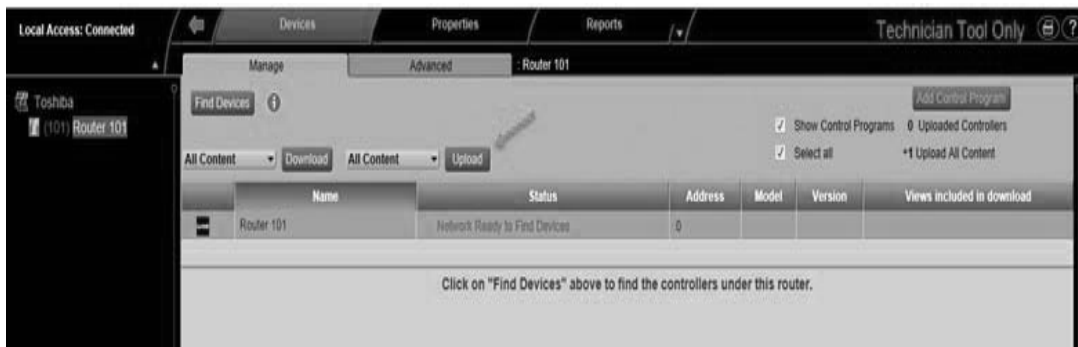 Local Access: Connected
Devices
Properties
Reports
Technician Tool Only
?
Manage
Advanced
: Router 101
Toshiba
(101) Router 101
Find Devices
i
Add Control Program
Show Control Programs
0 Uploaded Controllers
All Content
Download
All Content
Upload
Select all
*1 Upload All Content
Name
Status
Address
Model
Version
Views included in download
Router 101
Network Ready to Find Devices
0
Click on "Find Devices" above to find the controllers under this router.